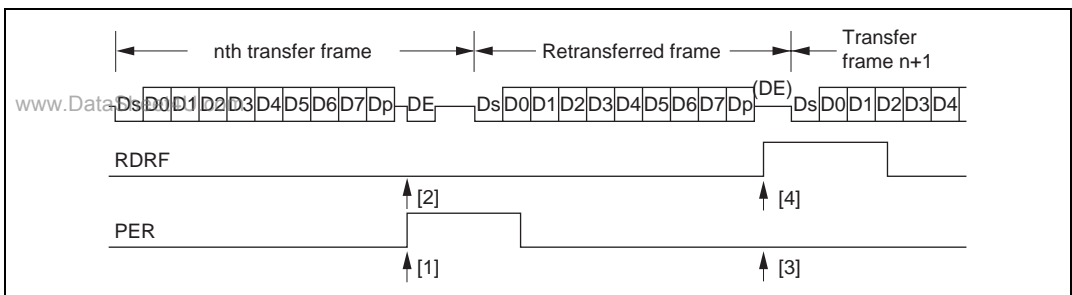 nth transfer frame Retransferred frame Transfer frame n+1
Ds D0 D1 D2 D3 D4 D5 D6 D7 Dp DE Ds D0 D1 D2 D3 D4 D5 D6 D7 Dp (DE) Ds D0 D1 D2 D3 D4
www.DataSheet4U.com
RDRF
[2] [4]
PER
[1] [3]